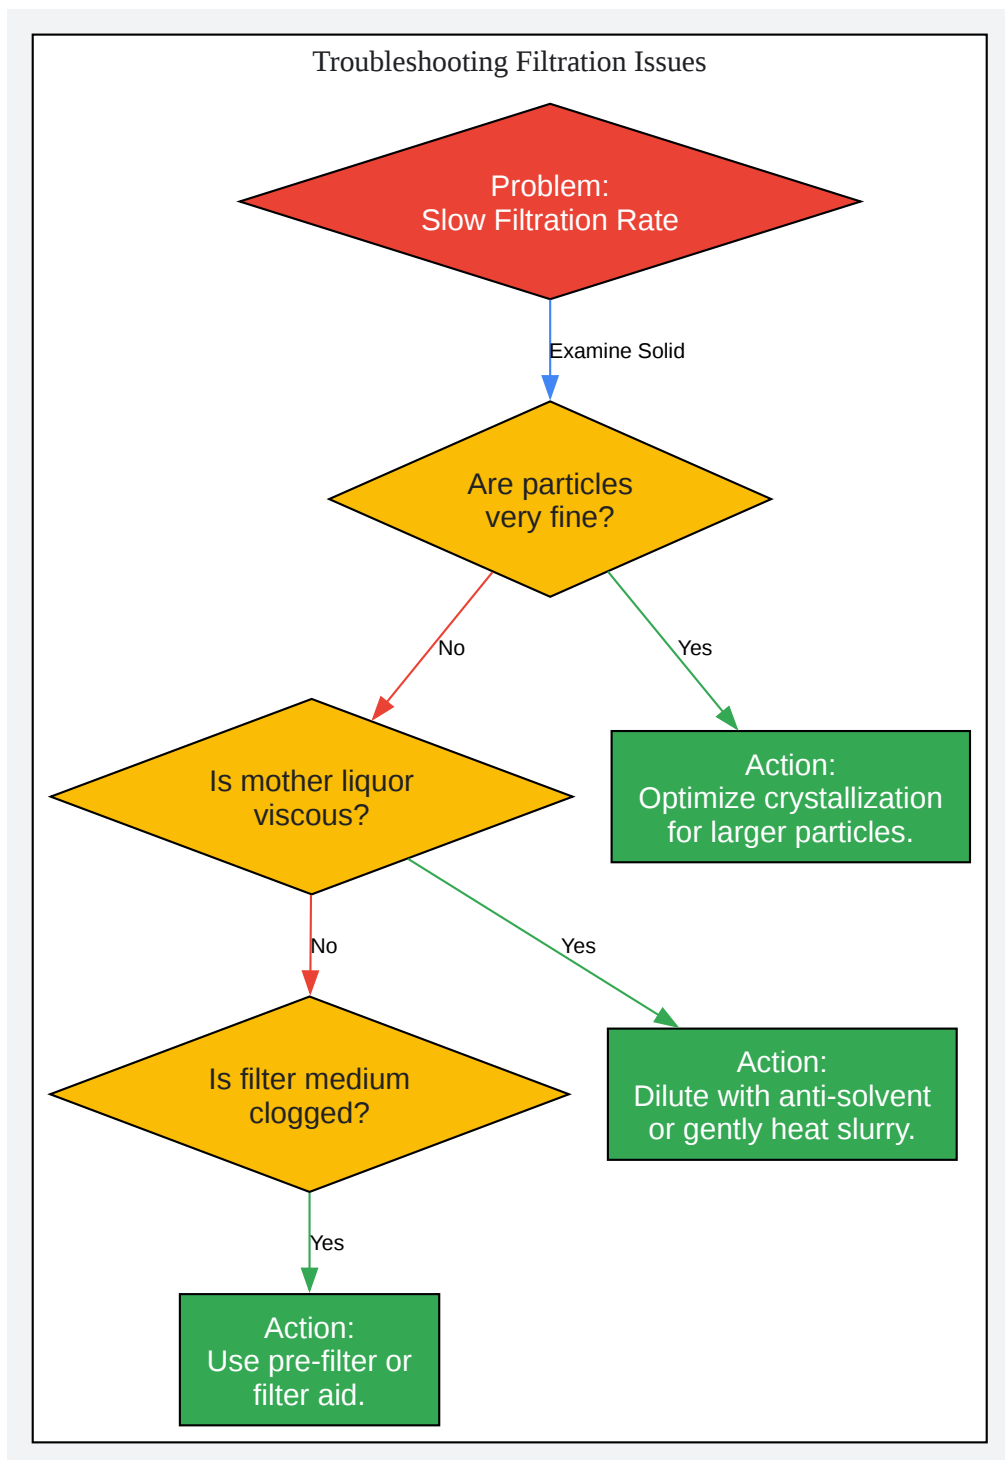 Troubleshooting Filtration Issues
Problem:
Slow Filtration Rate
Examine Solid
Are particles
very fine?
No
Yes
Is mother liquor
viscous?
Action:
Optimize crystallization
for larger particles.
No
Yes
Is filter medium
clogged?
Action:
Dilute with anti-solvent
or gently heat slurry.
Yes
Action:
Use pre-filter or
filter aid.